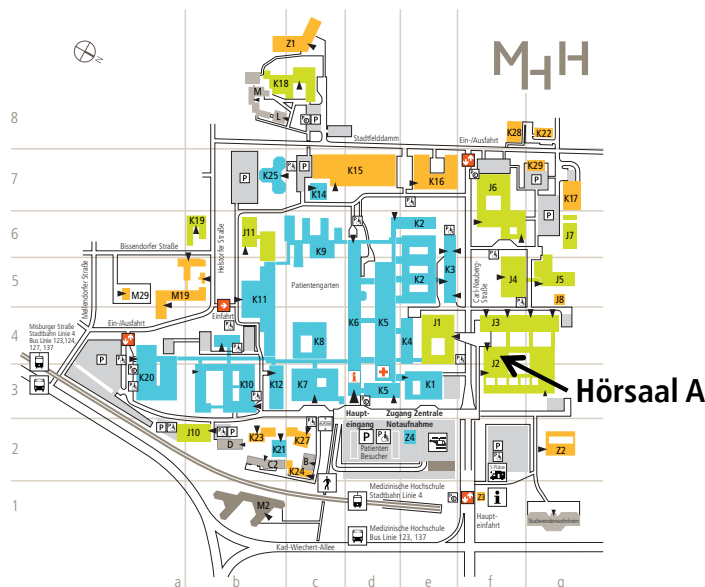 MHH
N
Z1
K18
M
L
P
8
Stadtfelddamm
Ein-/Ausfahrt
K28
K22
7
P
K25
P
K14
K15
K16
J6
K29
P
K17
P
6
K19
Bissendorfer Straße
Helstorfer Straße
J11
K9
K2
J7
5
Mellendorfer Straße
M29
M19
K11
Patientengarten
K2
K3
Carl-Neuberg-
Straße
J4
J5
J8
Einfahrt
Misburger Straße
Stadtbahn Linie 4
Bus Linie 123,124,
127, 137
Ein-/Ausfahrt
4
P
K8
K6
K5
K4
J1
J3
J2
Hörsaal A
3
K20
K10
K12
K7
i
K5
K1
Haupt-
eingang
Zugang Zentrale
Notaufnahme
2
P
J10
D
K23
K21
K27
C2
B
K24
P
Patienten
Besucher
Z4
Z2
1
M2
Medizinische Hochschule
Stadtbahn Linie 4
Z3
i
Haupt-
einfahrt
Studierendenwohnheim
Medizinische Hochschule
Bus Linie 123, 137
Karl-Wiechert-Allee
a
b
c
d
e
f
g